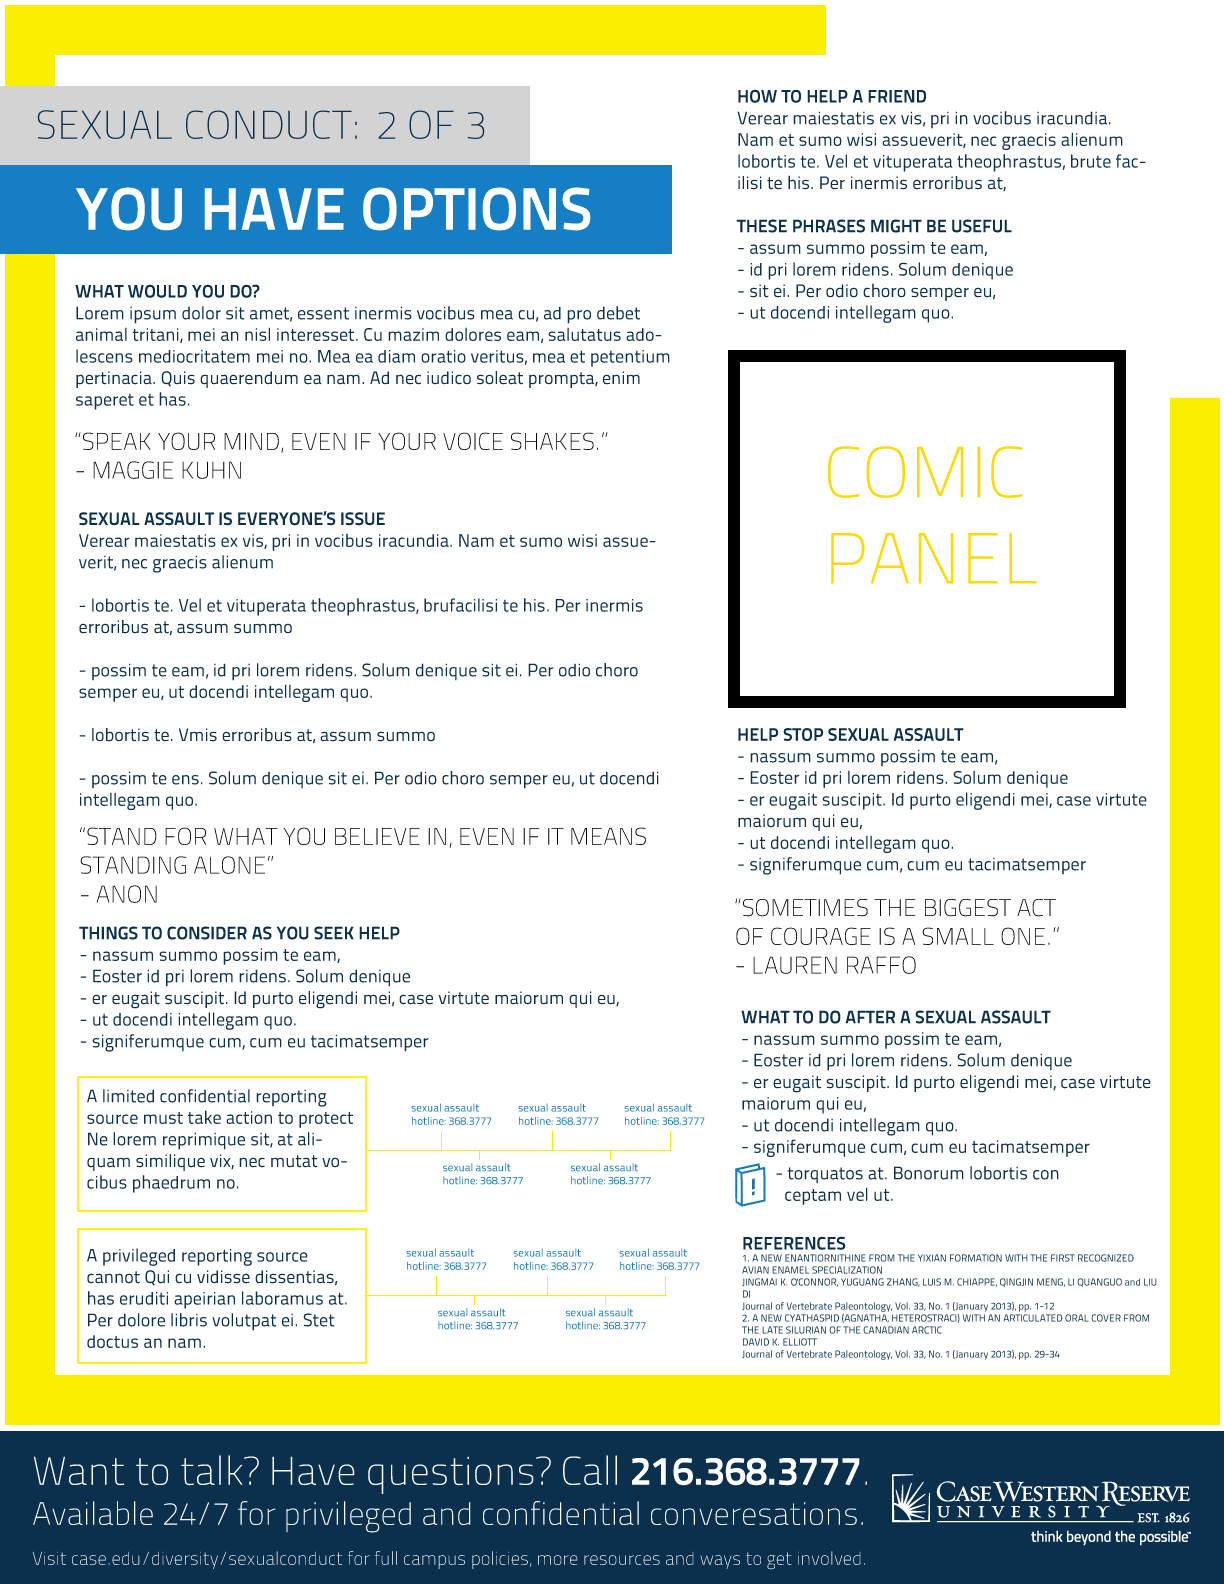 SEXUAL CONDUCT: 2 OF 3
YOU HAVE OPTIONS
WHAT WOULD YOU DO?
Lorem ipsum dolor sit amet, essent inermis vocibus mea cu, ad pro debet
animal tritani, mei an nisl interesset. Cu mazim dolores eam, salutatus ado-
lescens mediocritatem mei no. Mea ea diam oratio veritus, mea et petentium
pertinacia. Quis quaerendum ea nam. Ad nec iudico soleat prompta, enim
saperet et has.
“SPEAK YOUR MIND, EVEN IF YOUR VOICE SHAKES.”
- MAGGIE KUHN
SEXUAL ASSAULT IS EVERYONE’S ISSUE
Verear maiestatis ex vis, pri in vocibus iracundia. Nam et sumo wisi assue-
verit, nec graecis alienum
- lobortis te. Vel et vituperata theophrastus, brufacilisi te his. Per inermis
erroribus at, assum summo
- possim te eam, id pri lorem ridens. Solum denique sit ei. Per odio choro
semper eu, ut docendi intellegam quo.
- lobortis te. Vmis erroribus at, assum summo
- possim te ens. Solum denique sit ei. Per odio choro semper eu, ut docendi
intellegam quo.
“STAND FOR WHAT YOU BELIEVE IN, EVEN IF IT MEANS
STANDING ALONE”
- ANON
THINGS TO CONSIDER AS YOU SEEK HELP
- nassum summo possim te eam,
- Eoster id pri lorem ridens. Solum denique
- er eugait suscipit. Id purto eligendi mei, case virtute maiorum qui eu,
- ut docendi intellegam quo.
- signiferumque cum, cum eu tacimatsemper
A limited confidential reporting
source must take action to protect
Ne lorem reprimique sit, at ali-
quam similique vix, nec mutat vo-
cibus phaedrum no.
sexual assault
hotline: 368.3777
sexual assault
hotline: 368.3777
sexual assault
hotline: 368.3777
sexual assault
hotline: 368.3777
sexual assault
hotline: 368.3777
A privileged reporting source
cannot Qui cu vidisse dissentias,
has eruditi apeirian laboramus at.
Per dolore libris volutpat ei. Stet
doctus an nam.
sexual assault
hotline: 368.3777
sexual assault
hotline: 368.3777
sexual assault
hotline: 368.3777
sexual assault
hotline: 368.3777
sexual assault
hotline: 368.3777
HOW TO HELP A FRIEND
Verear maiestatis ex vis, pri in vocibus iracundia.
Nam et sumo wisi assueverit, nec graecis alienum
lobortis te. Vel et vituperata theophrastus, brute fac-
ilisi te his. Per inermis erroribus at,
THESE PHRASES MIGHT BE USEFUL
- assum summo possim te eam,
- id pri lorem ridens. Solum denique
- sit ei. Per odio choro semper eu,
- ut docendi intellegam quo.
COMIC
PANEL
HELP STOP SEXUAL ASSAULT
- nassum summo possim te eam,
- Eoster id pri lorem ridens. Solum denique
- er eugait suscipit. Id purto eligendi mei, case virtute
maiorum qui eu,
- ut docendi intellegam quo.
- signiferumque cum, cum eu tacimatsemper
“SOMETIMES THE BIGGEST ACT
OF COURAGE IS A SMALL ONE.”
- LAUREN RAFFO
WHAT TO DO AFTER A SEXUAL ASSAULT
- nassum summo possim te eam,
- Eoster id pri lorem ridens. Solum denique
- er eugait suscipit. Id purto eligendi mei, case virtute
maiorum qui eu,
- ut docendi intellegam quo.
- signiferumque cum, cum eu tacimatsemper
!
- torquatos at. Bonorum lobortis con
ceptam vel ut.
REFERENCES
1. A NEW ENANTIORNITHINE FROM THE YIXIAN FORMATION WITH THE FIRST RECOGNIZED
AVIAN ENAMEL SPECIALIZATION
JINGMAI K. O’CONNOR, YUGUANG ZHANG, LUIS M. CHIAPPE, QINGJIN MENG, LI QUANGUO and LIU
DI
Journal of Vertebrate Paleontology, Vol. 33, No. 1 (January 2013), pp. 1-12
2. A NEW CYATHASPID (AGNATHA, HETEROSTRACI) WITH AN ARTICULATED ORAL COVER FROM
THE LATE SILURIAN OF THE CANADIAN ARCTIC
DAVID K. ELLIOTT
Journal of Vertebrate Paleontology, Vol. 33, No. 1 (January 2013), pp. 29-34
Want to talk? Have questions? Call 216.368.3777.
Available 24/7 for privileged and confidential converesations.
Visit case.edu/diversity/sexualconduct for full campus policies, more resources and ways to get involved.
CASE WESTERN RESERVE
UNIVERSITY EST. 1826
think beyond the possible™